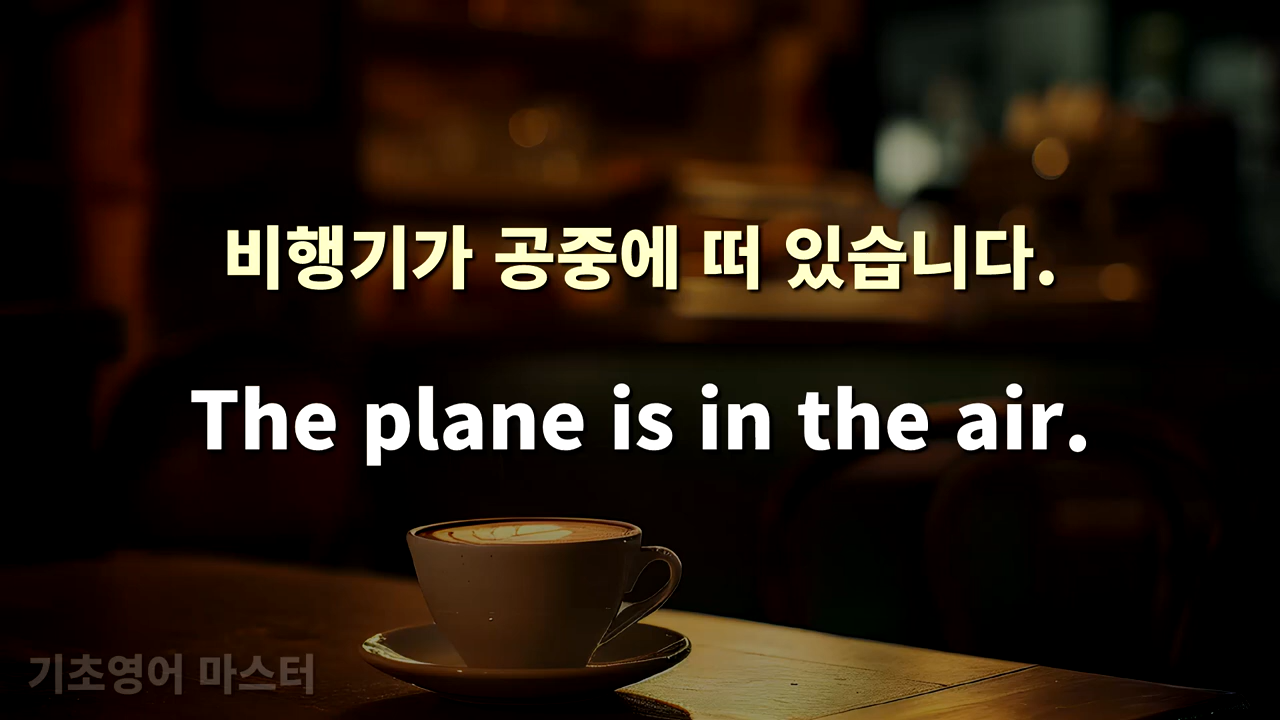 비행기가 공중에 떠 있습니다.
The plane is in the air.
기초영어 마스터